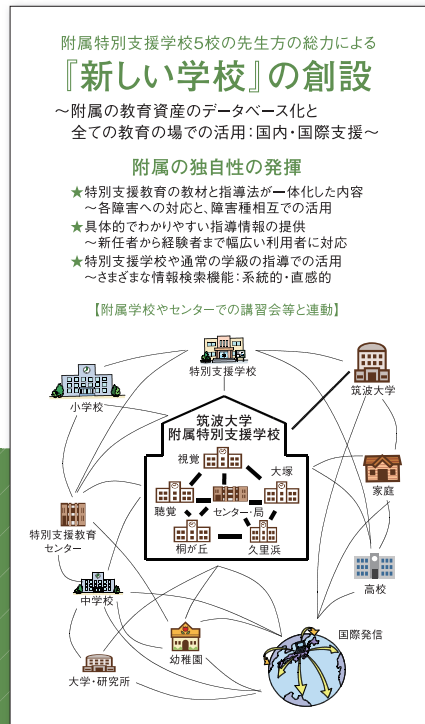 附属特別支援学校5校の先生方の総力による
『新しい学校』の創設
～附属の教育資産のデータベース化と
全ての教育の場での活用：国内・国際支援～
附属の独自性の発揮
★特別支援教育の教材と指導法が一体化した内容
～各障害への対応と、障害種相互での活用
★具体的でわかりやすい指導情報の提供
～新任者から経験者まで幅広い利用者に対応
★特別支援学校や通常の学級の指導での活用
～さまざまな情報検索機能：系統的・直感的
【附属学校やセンターでの講習会等と連動】
特別支援学校
筑波大学
小学校
筑波大学
附属特別支援学校
視覚
大塚
家庭
聴覚
センター・局
特別支援教育
センター
桐が丘
久里浜
高校
中学校
幼稚園
国際発信
大学・研究所